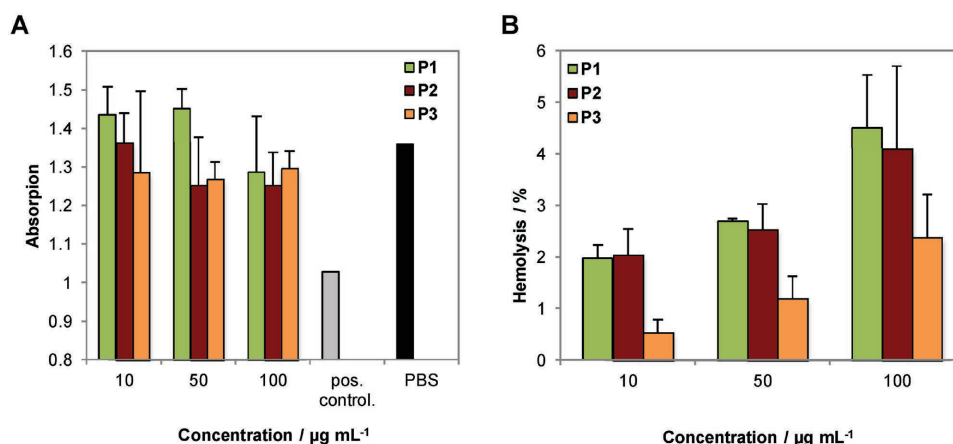 A
1.6
1.5
1.4
1.3
1.2
1.1
1
0.9
0.8
Absorpion
P1
P2
P3
10 50 100 pos. control. PBS
Concentration / µg mL⁻¹
B
6
5
4
3
2
1
0
Hemolysis / %
P1
P2
P3
10 50 100
Concentration / µg mL⁻¹